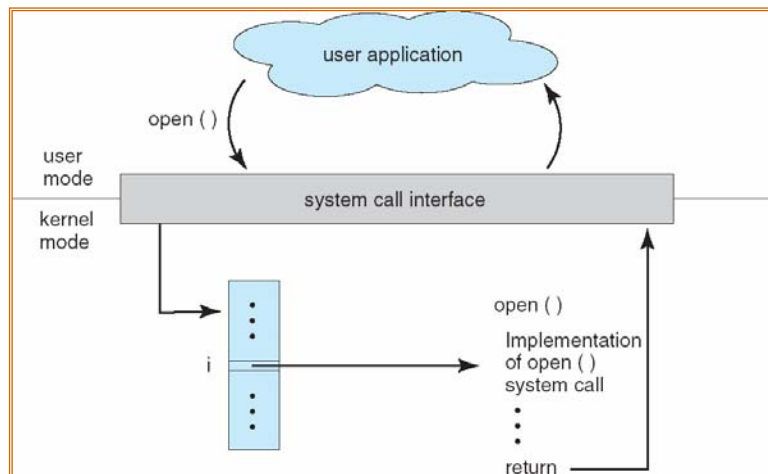 user application
open ( )
user
mode
system call interface
kernel
mode
open ( )
i
Implementation
of open ( )
system call
return